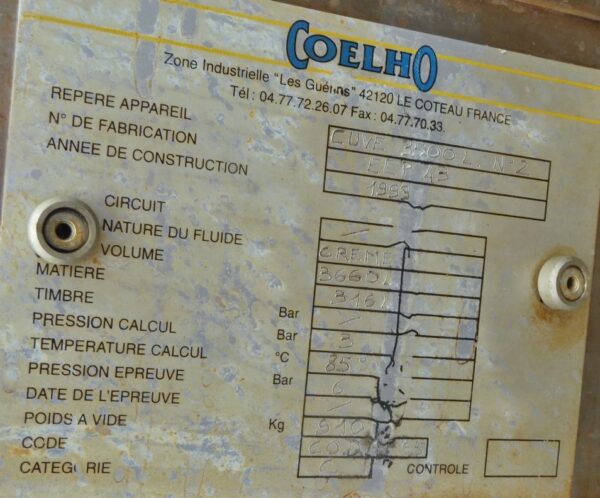 COELHO
Zone Industrielle "Les Guérins" 42120 LE COTEAU FRANCE
Tél : 04.77.72.26.07 Fax : 04.77.70.33.
REPERE APPAREIL CUVE L. N°2
N° DE FABRICATION
ANNEE DE CONSTRUCTION 1999
CIRCUIT /
NATURE DU FLUIDE CREME
VOLUME 3660L
MATIERE 316L
TIMBRE Bar /
PRESSION CALCUL Bar 3
TEMPERATURE CALCUL °C 85°
PRESSION EPREUVE Bar 6
DATE DE L'EPREUVE /
POIDS A VIDE Kg 910
CODE
CATEGORIE CONTROLE